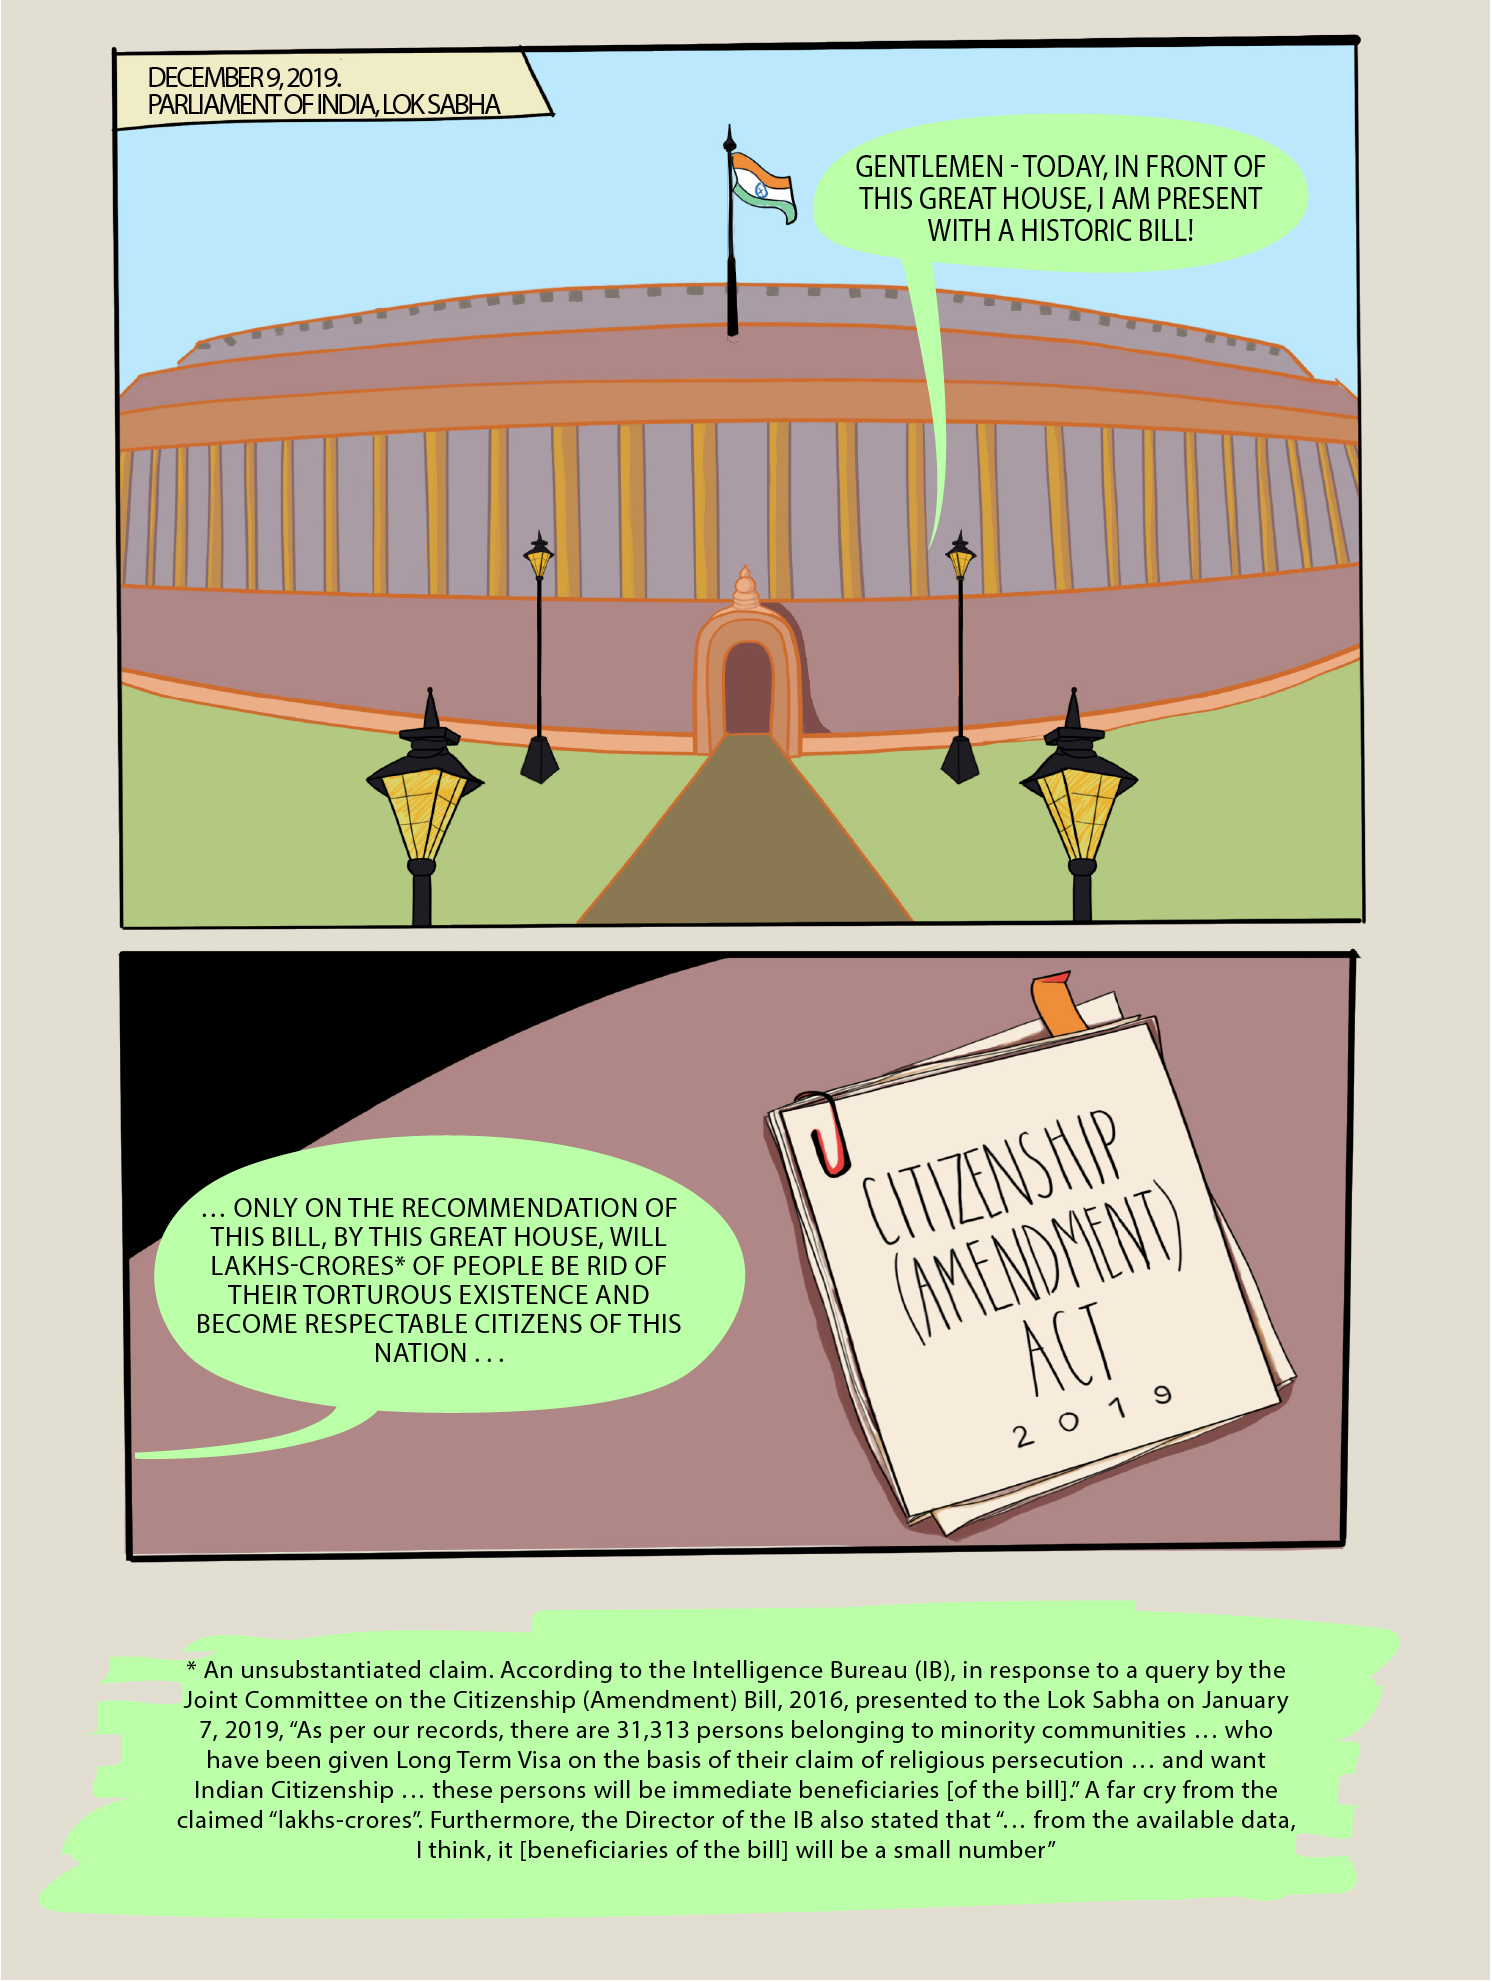 DECEMBER 9, 2019.
PARLIAMENT OF INDIA, LOK SABHA
GENTLEMEN - TODAY, IN FRONT OF
THIS GREAT HOUSE, I AM PRESENT
WITH A HISTORIC BILL!
... ONLY ON THE RECOMMENDATION OF
THIS BILL, BY THIS GREAT HOUSE, WILL
LAKHS-CRORES* OF PEOPLE BE RID OF
THEIR TORTUROUS EXISTENCE AND
BECOME RESPECTABLE CITIZENS OF THIS
NATION ...
CITIZENSHIP
(AMENDMENT)
ACT
2019
* An unsubstantiated claim. According to the Intelligence Bureau (IB), in response to a query by the
Joint Committee on the Citizenship (Amendment) Bill, 2016, presented to the Lok Sabha on January
7, 2019, “As per our records, there are 31,313 persons belonging to minority communities ... who
have been given Long Term Visa on the basis of their claim of religious persecution ... and want
Indian Citizenship ... these persons will be immediate beneficiaries [of the bill].” A far cry from the
claimed “lakhs-crores”. Furthermore, the Director of the IB also stated that “... from the available data,
I think, it [beneficiaries of the bill] will be a small number”